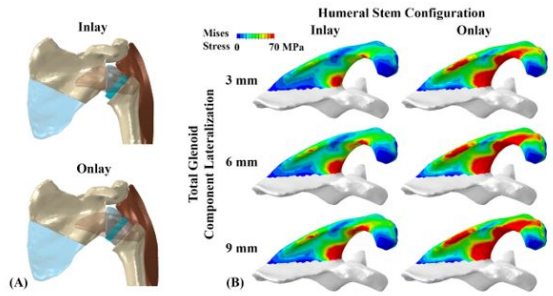 Inlay
Onlay
(A)
Humeral Stem Configuration
Mises
Stress 0 70 MPa
Inlay
Onlay
Total Glenoid
Component Lateralization
3 mm
6 mm
9 mm
(B)